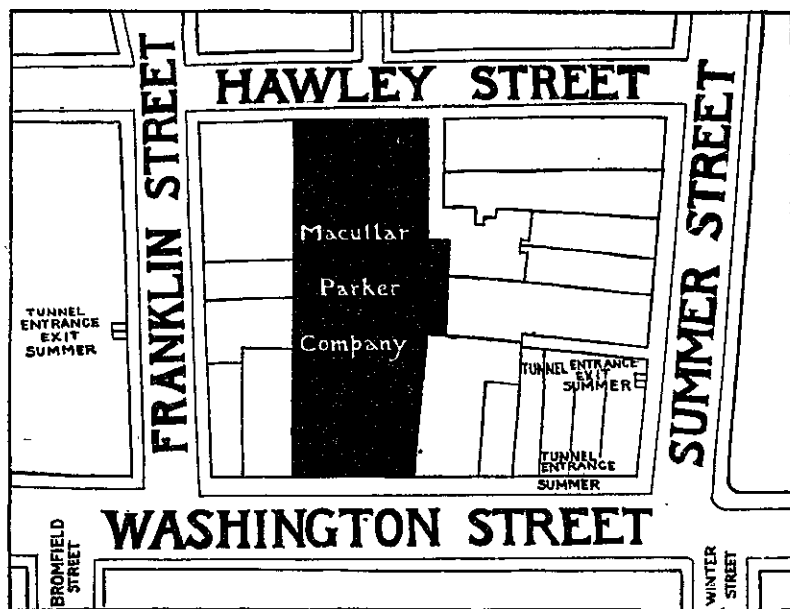 HAWLEY STREET
FRANKLIN STREET
SUMMER STREET
Macullar
Parker
Company
TUNNEL
ENTRANCE
EXIT
SUMMER
TUNNEL ENTRANCE
EXIT
SUMMER
TUNNEL
ENTRANCE
SUMMER
WASHINGTON STREET
BROMFIELD
STREET
WINTER
STREET